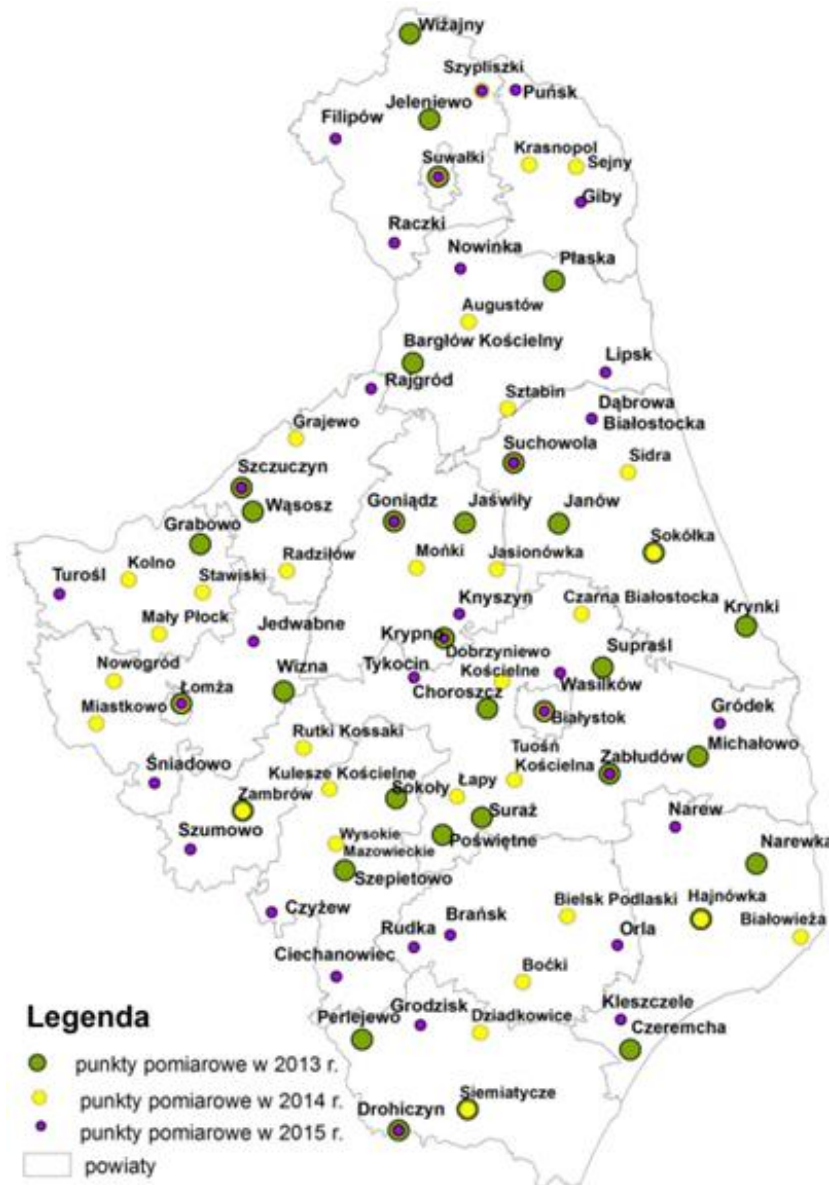 Wiżajny
Szypliszki
Puńsk
Jeleniewo
Filipów
Krasnopol
Sejny
Suwałki
Giby
Raczki
Nowinka
Płaska
Augustów
Bargłów Kościelny
Lipsk
Rajgród
Sztabin
Dąbrowa
Białostocka
Grajewo
Suchowola
Sidra
Szczuczyn
Goniądz
Jaświły
Janów
Wąsosz
Grabowo
Sokółka
Radziłów
Mońki
Jasionówka
Kolno
Turośl
Stawiski
Knyszyn
Czarna Białostocka
Krynki
Mały Płock
Jedwabne
Krypno
Dobrzyniewo
Kościelne
Supraśl
Nowogród
Wizna
Tykocin
Wasilków
Łomża
Choroszcz
Miastkowo
Białystok
Gródek
Rutki Kossaki
Michałowo
Tuośń
Kościelna
Zabłudów
Śniadowo
Kulesze Kościelne
Łapy
Zambrów
Sokoły
Suraż
Narew
Szumowo
Wysokie
Mazowieckie
Poświętne
Narewka
Szepietowo
Bielsk Podlaski
Hajnówka
Czyżew
Brańsk
Białowieża
Rudka
Orla
Ciechanowiec
Boćki
Kleszczele
Grodzisk
Dziadkowice
Perlejewo
Czeremcha
Siemiatycze
Drohiczyn
Legenda
punkty pomiarowe w 2013 r.
punkty pomiarowe w 2014 r.
punkty pomiarowe w 2015 r.
powiaty